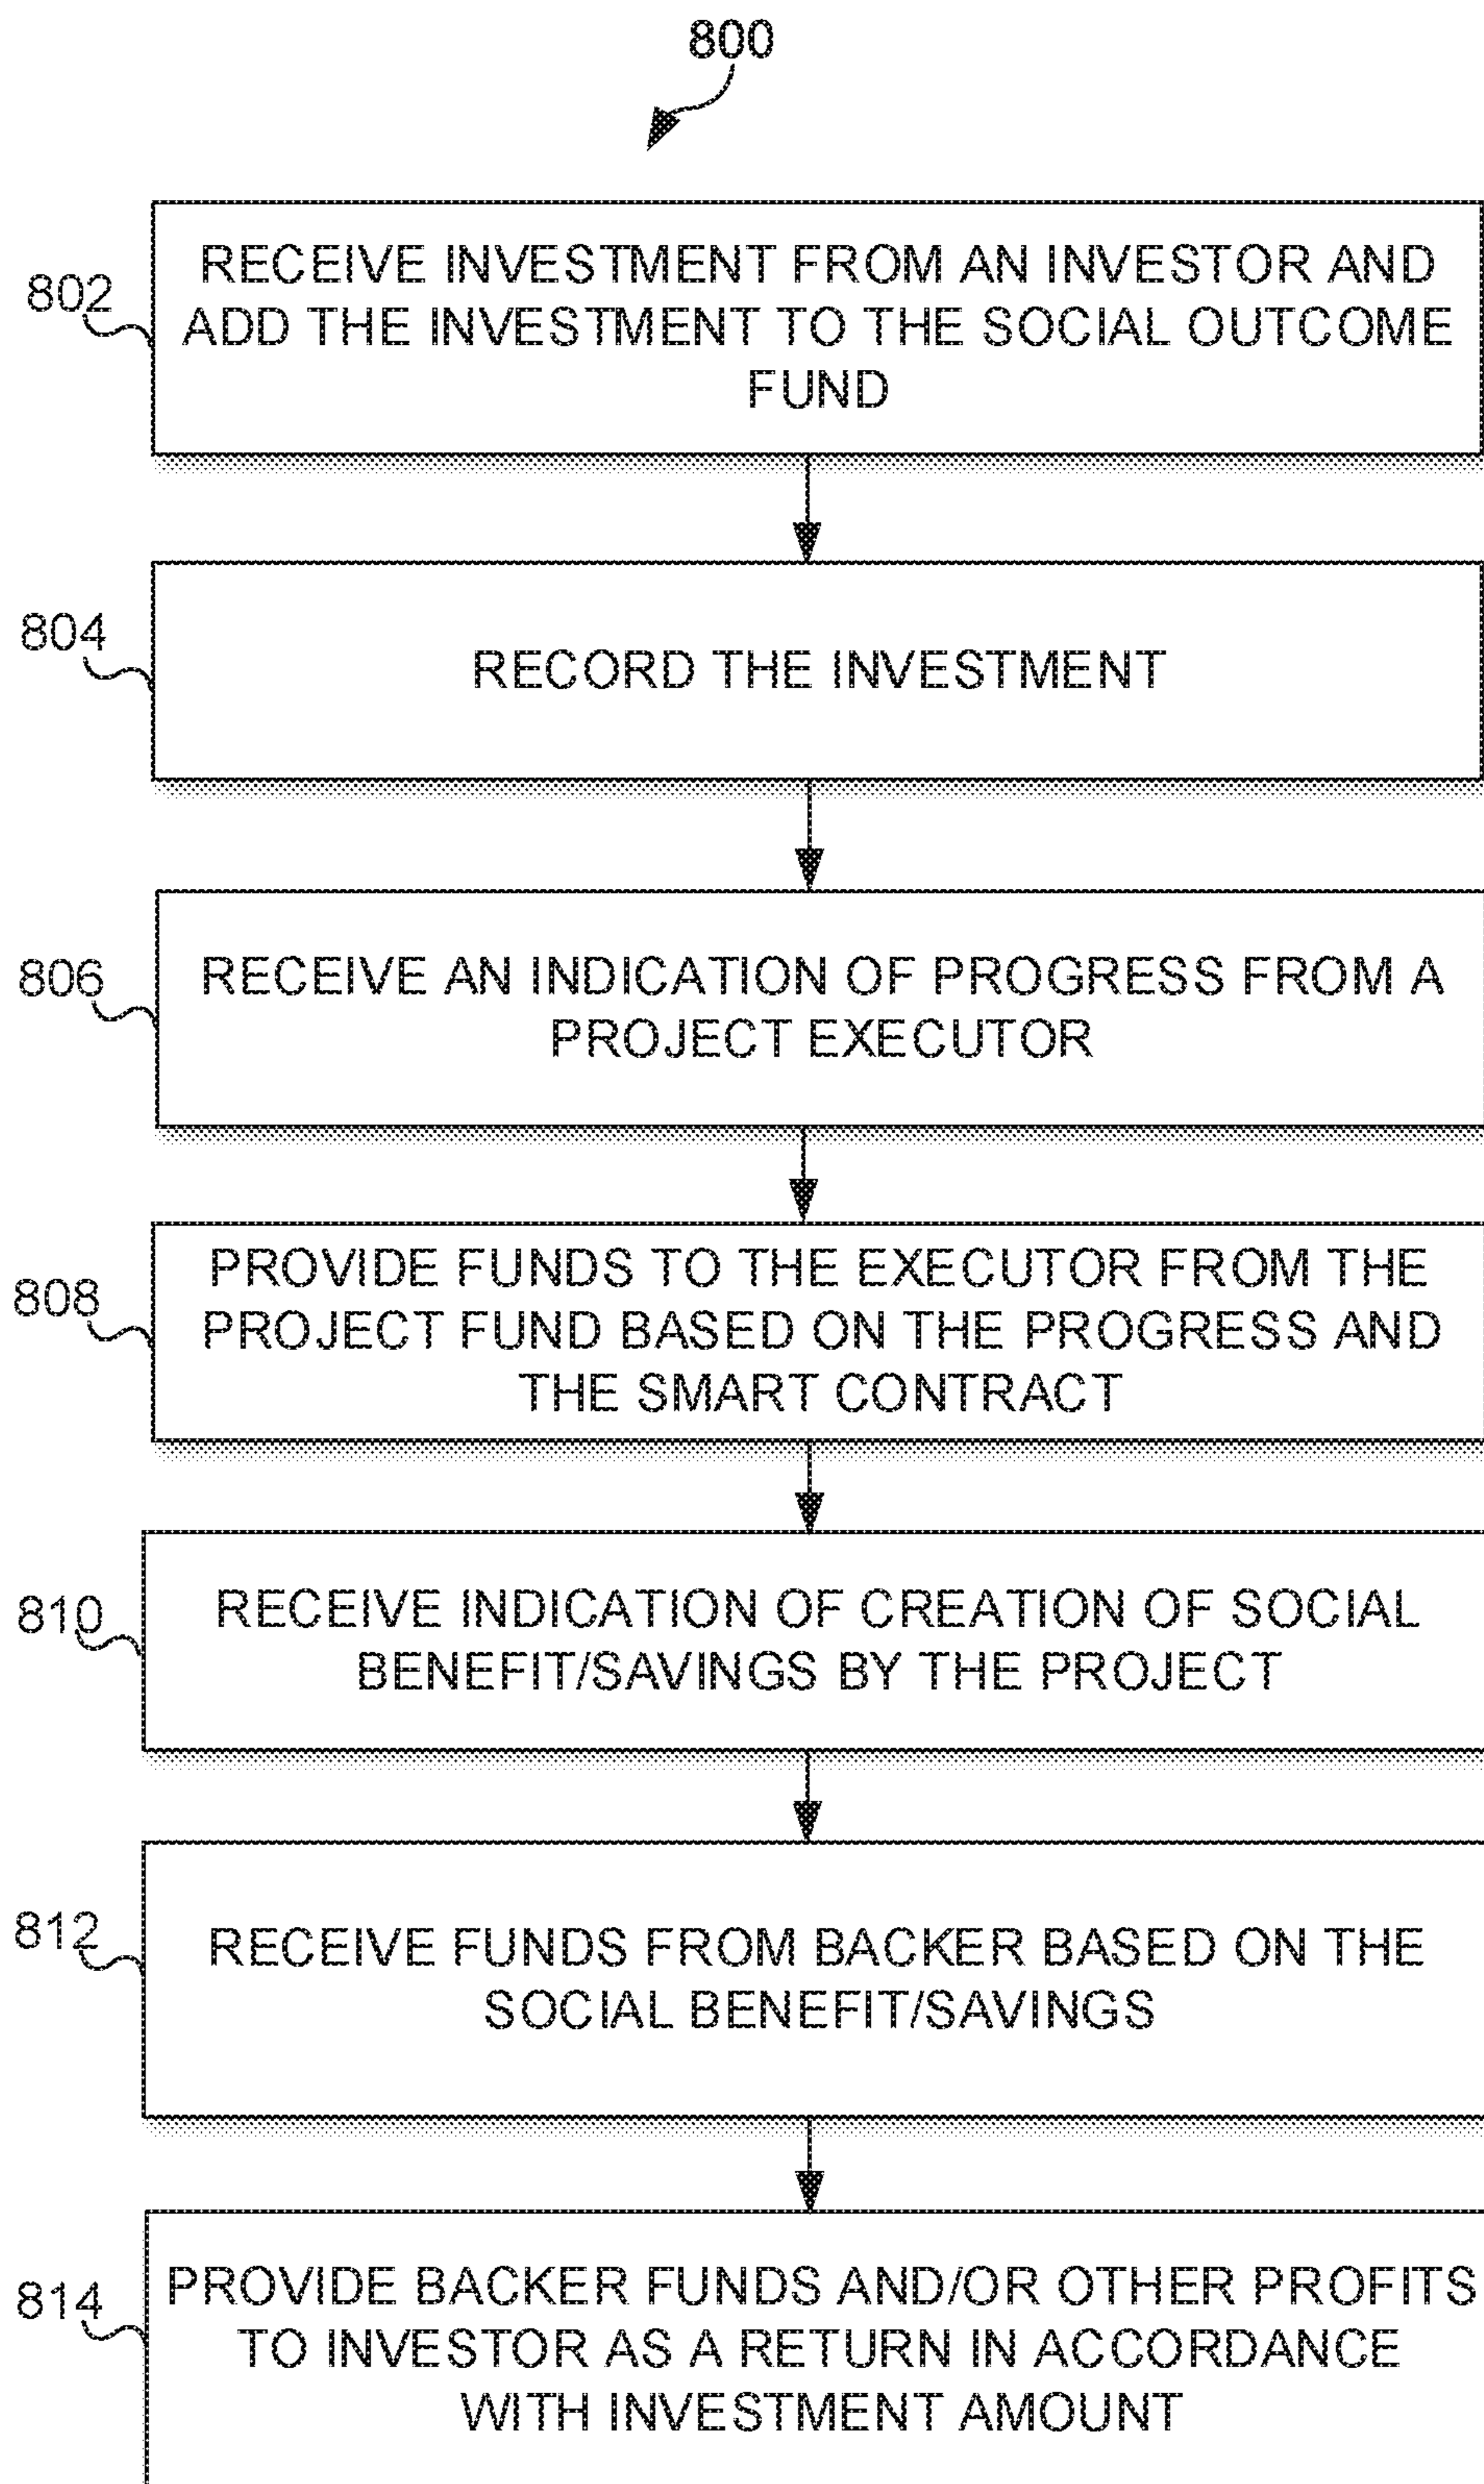 800
802
RECEIVE INVESTMENT FROM AN INVESTOR AND
ADD THE INVESTMENT TO THE SOCIAL OUTCOME
FUND
804
RECORD THE INVESTMENT
806
RECEIVE AN INDICATION OF PROGRESS FROM A
PROJECT EXECUTOR
808
PROVIDE FUNDS TO THE EXECUTOR FROM THE
PROJECT FUND BASED ON THE PROGRESS AND
THE SMART CONTRACT
810
RECEIVE INDICATION OF CREATION OF SOCIAL
BENEFIT/SAVINGS BY THE PROJECT
812
RECEIVE FUNDS FROM BACKER BASED ON THE
SOCIAL BENEFIT/SAVINGS
814
PROVIDE BACKER FUNDS AND/OR OTHER PROFITS
TO INVESTOR AS A RETURN IN ACCORDANCE
WITH INVESTMENT AMOUNT